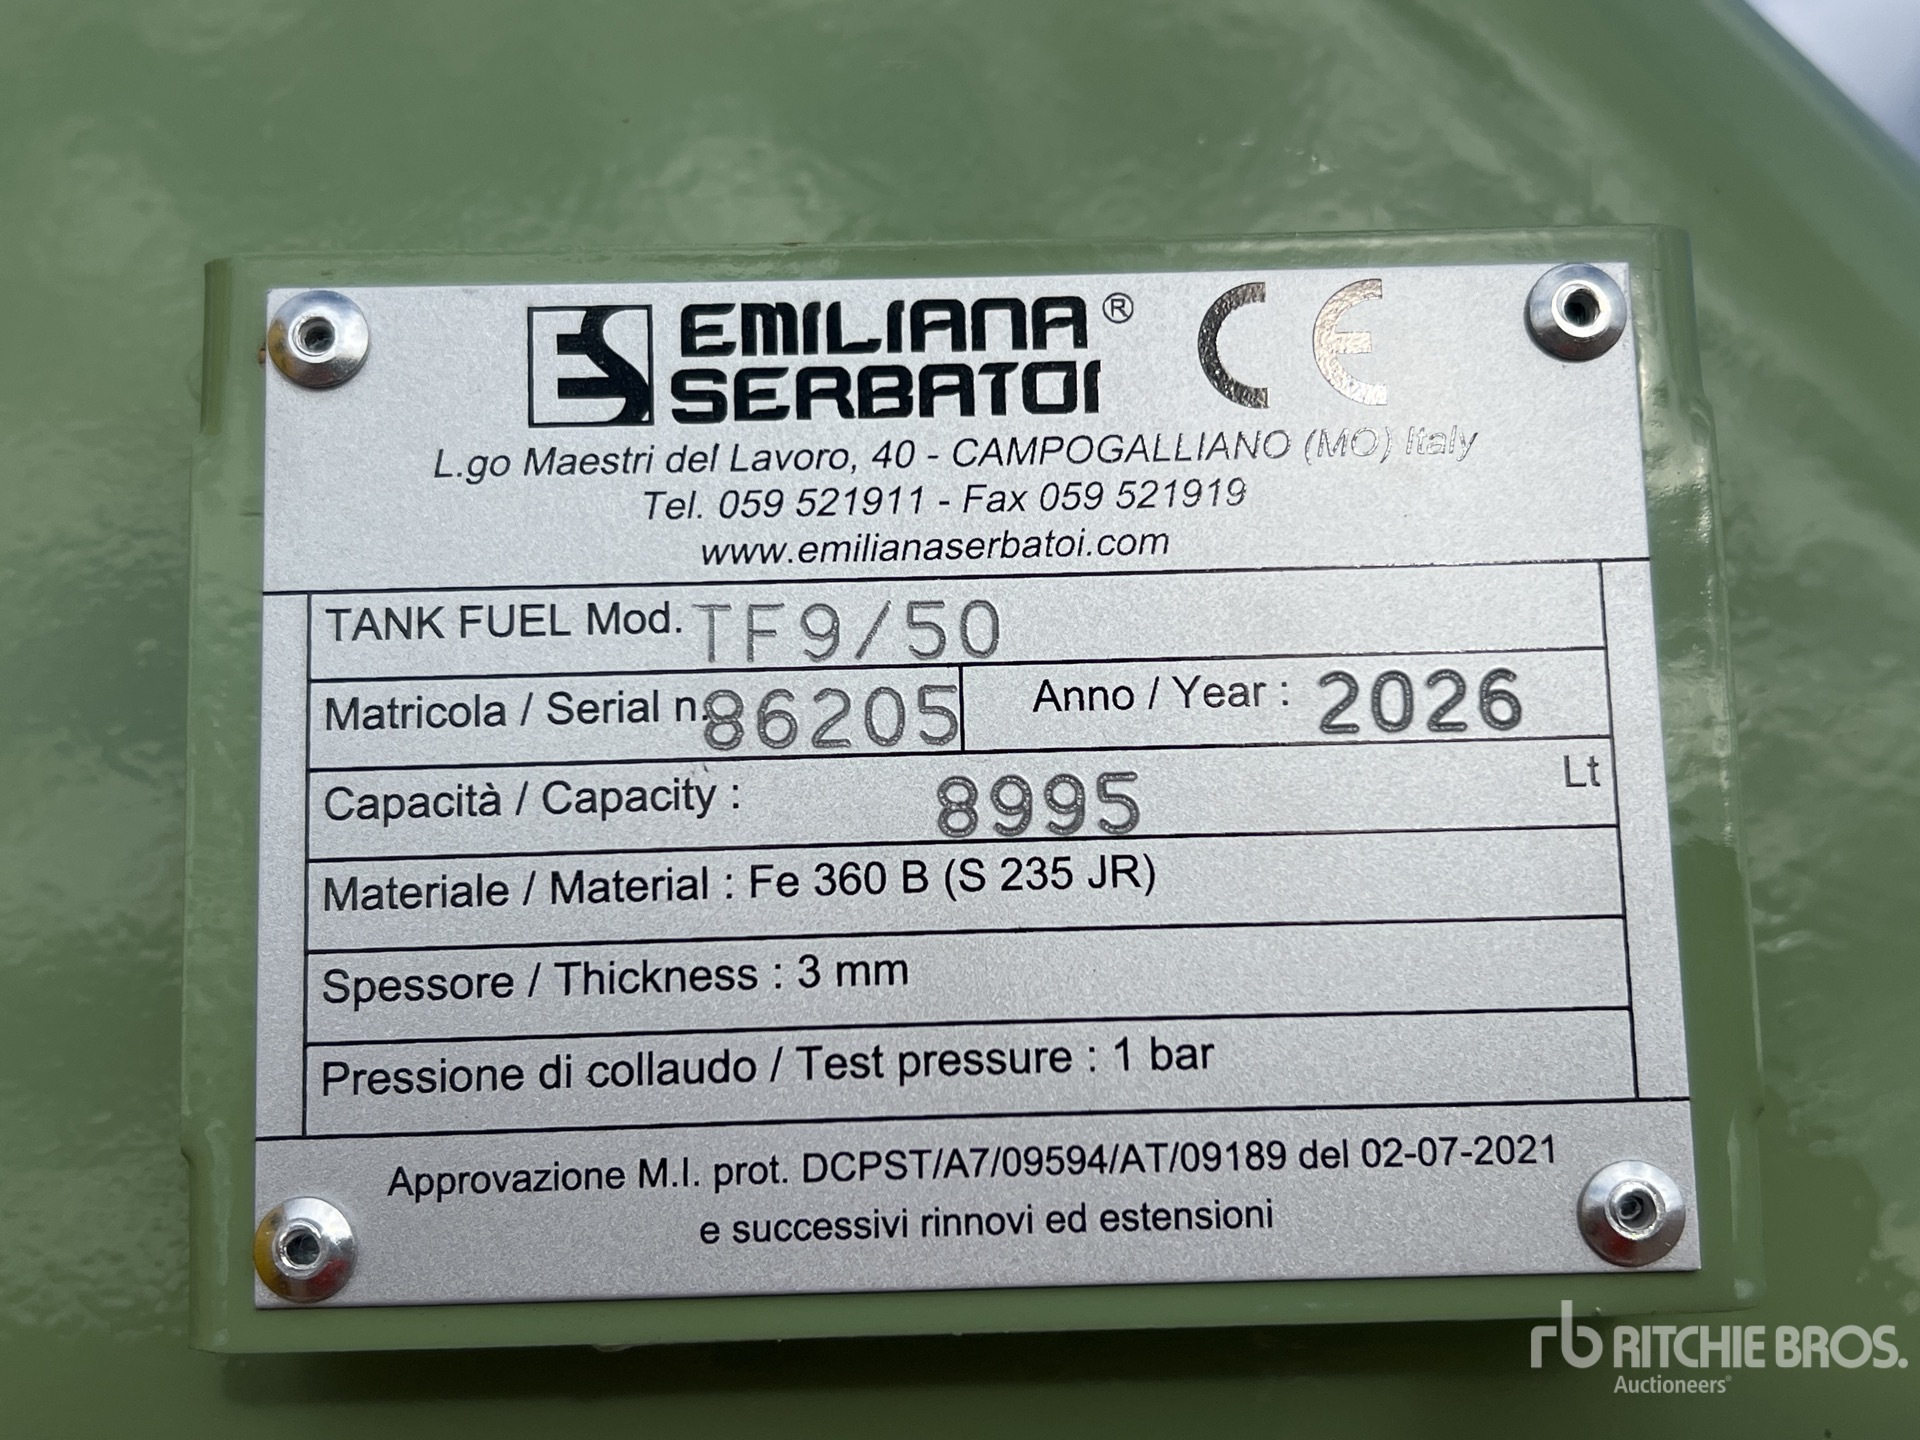 EMILIANA®
SERBATOI
CE
L.go Maestri del Lavoro, 40 - CAMPOGALLIANO (MO) Italy
Tel. 059 521911 - Fax 059 521919
www.emilianaserbatoi.com
TANK FUEL Mod. TF9/50
Matricola / Serial n. 86205 Anno / Year : 2026
Capacità / Capacity : 8995 Lt
Materiale / Material : Fe 360 B (S 235 JR)
Spessore / Thickness : 3 mm
Pressione di collaudo / Test pressure : 1 bar
Approvazione M.I. prot. DCPST/A7/09594/AT/09189 del 02-07-2021
e successivi rinnovi ed estensioni
rb RITCHIE BROS.
Auctioneers®